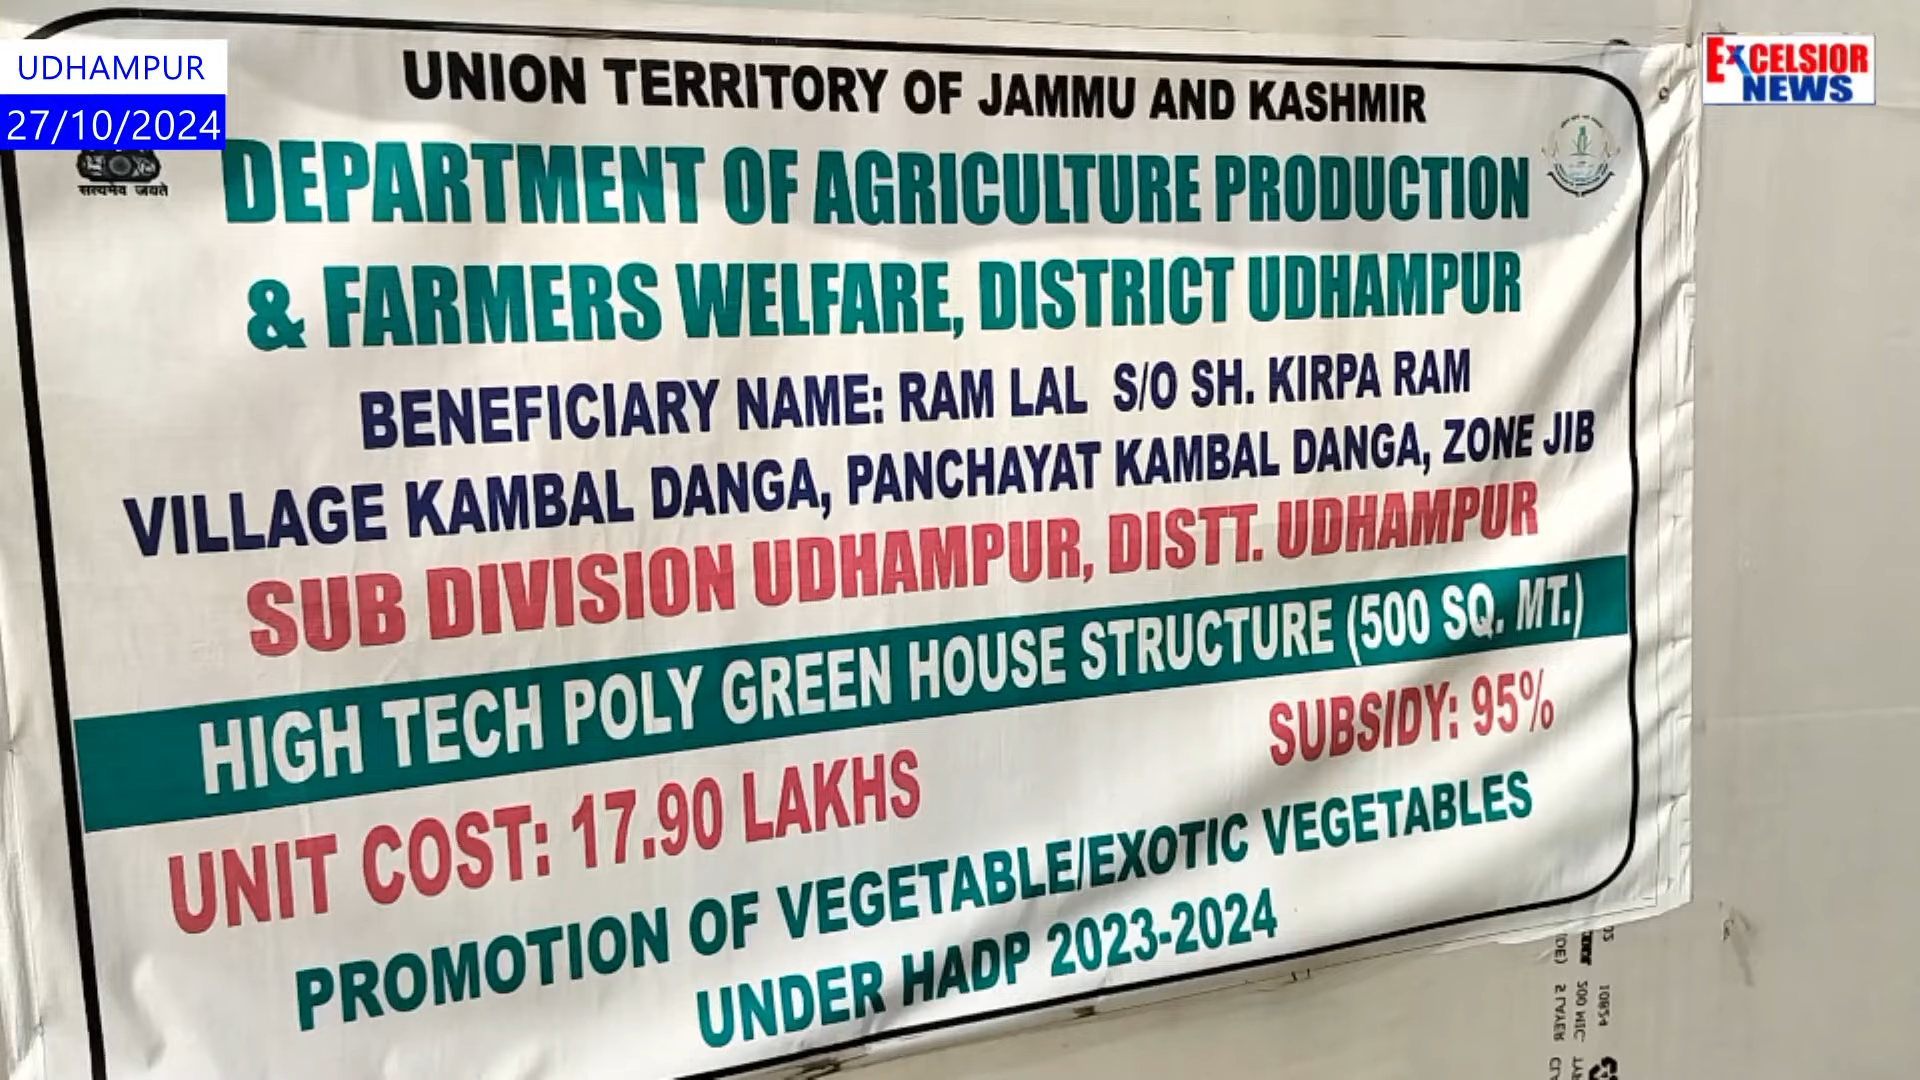 UDHAMPUR
27/10/2024
EXCELSIOR
NEWS
सत्यमेव जयते
UNION TERRITORY OF JAMMU AND KASHMIR
DEPARTMENT OF AGRICULTURE PRODUCTION
& FARMERS WELFARE, DISTRICT UDHAMPUR
BENEFICIARY NAME: RAM LAL S/O SH. KIRPA RAM
VILLAGE KAMBAL DANGA, PANCHAYAT KAMBAL DANGA, ZONE JIB
SUB DIVISION UDHAMPUR, DISTT. UDHAMPUR
HIGH TECH POLY GREEN HOUSE STRUCTURE (500 SQ. MT.)
UNIT COST: 17.90 LAKHS
SUBSIDY: 95%
PROMOTION OF VEGETABLE/EXOTIC VEGETABLES
UNDER HADP 2023-2024